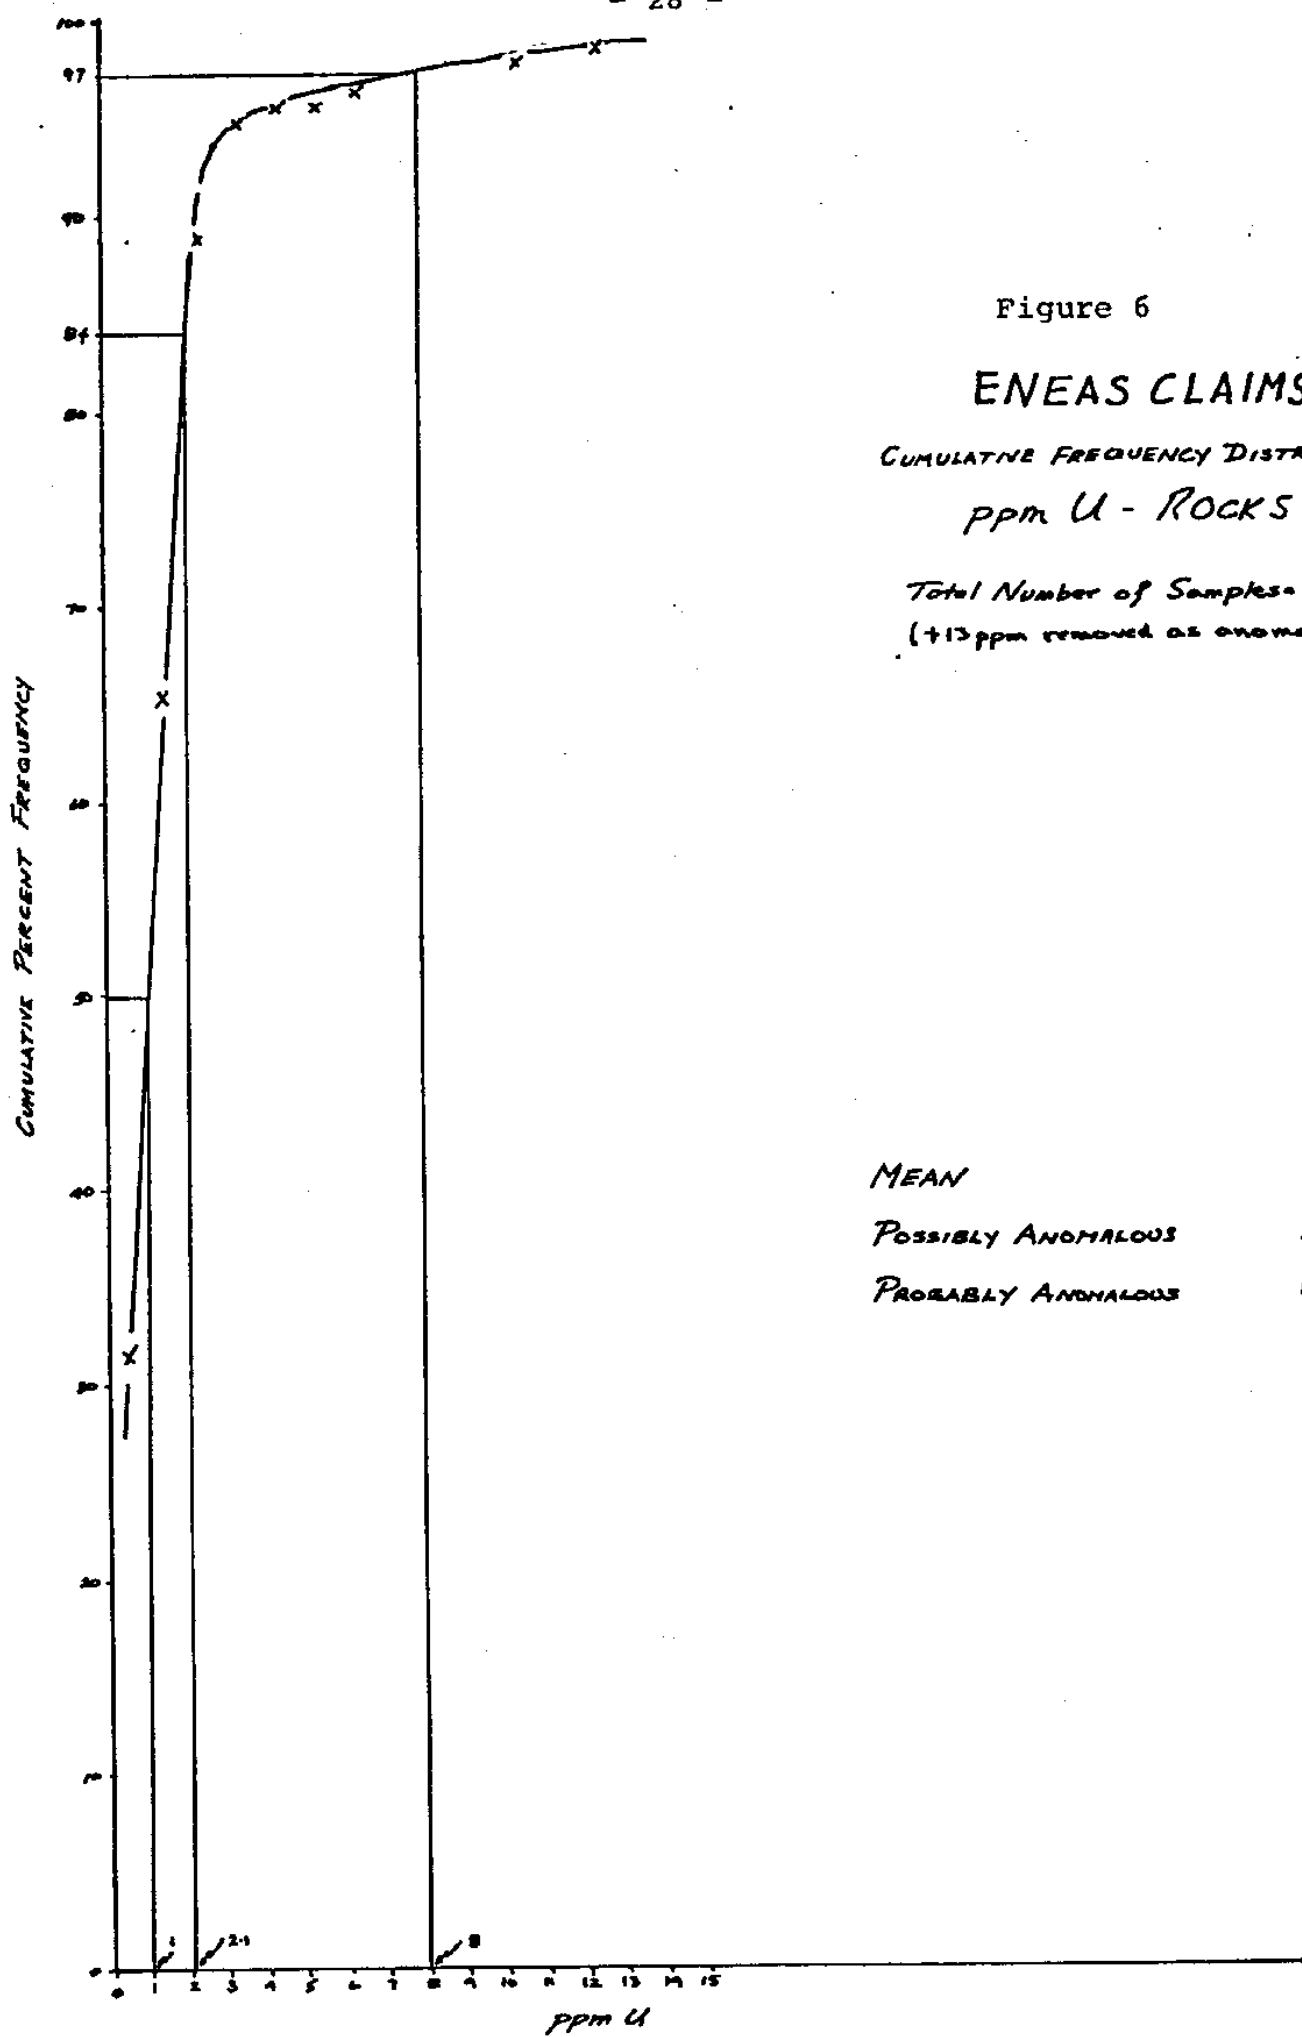 - 28 -
100
97
90
84
80
70
60
50
40
30
20
10
0
CUMULATIVE PERCENT FREQUENCY
Figure 6
ENEAS CLAIMS
CUMULATIVE FREQUENCY DISTR
ppm U - ROCKS
Total Number of Samples=
(+13 ppm removed as anoma
MEAN
POSSIBLY ANOMALOUS
PROBABLY ANOMALOUS
1 2.1 8
0 1 2 3 4 5 6 7 8 9 10 11 12 13 14 15
ppm U